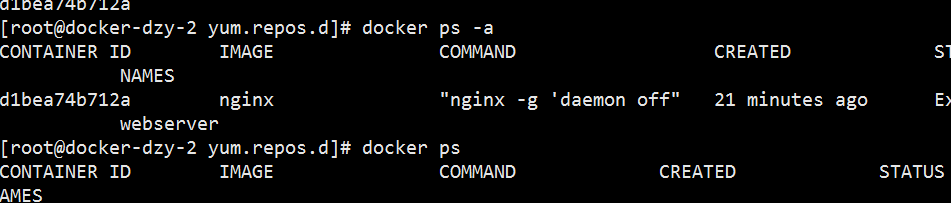 d1bea74b712a
[root@docker-dzy-2 yum.repos.d]# docker ps -a
CONTAINER ID        IMAGE               COMMAND                  CREATED             ST
           NAMES
d1bea74b712a        nginx               "nginx -g 'daemon off"   21 minutes ago      Ex
           webserver
[root@docker-dzy-2 yum.repos.d]# docker ps
CONTAINER ID        IMAGE               COMMAND             CREATED             STATUS
AMES